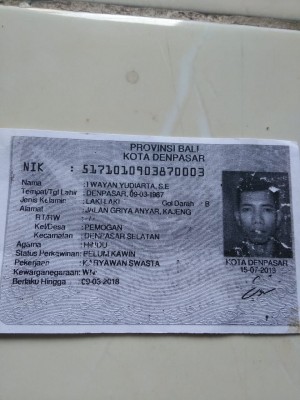 PROVINSI BALI
KOTA DENPASAR
NIK : 5171010903870003
Nama : I WAYAN YUDIARTA, S.E
Tempat/Tgl Lahir : DENPASAR, 09-03-1987
Jenis Kelamin : LAKI-LAKI Gol Darah : B
Alamat : JALAN GRIYA ANYAR, KAJENG
RT/RW : -/-
Kel/Desa : PEMOGAN
Kecamatan : DENPASAR SELATAN
Agama : HINDU
Status Perkawinan : BELUM KAWIN
Pekerjaan : KARYAWAN SWASTA
Kewarganegaraan : WNI
Berlaku Hingga : 09-03-2018
KOTA DENPASAR
15-07-2013